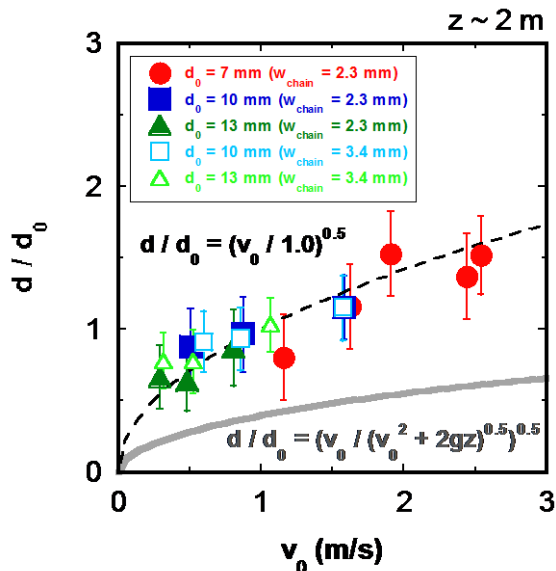 z ~ 2 m
3
d₀ = 7 mm (w_chain = 2.3 mm)
d₀ = 10 mm (w_chain = 2.3 mm)
d₀ = 13 mm (w_chain = 2.3 mm)
d₀ = 10 mm (w_chain = 3.4 mm)
d₀ = 13 mm (w_chain = 3.4 mm)
2
d / d₀ = (v₀ / 1.0)^0.5
d / d₀
1
d / d₀ = (v₀ / (v₀² + 2gz)^0.5)^0.5
0
0 1 2 3
v₀ (m/s)